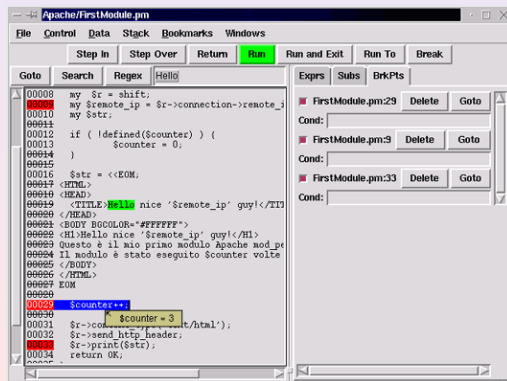 Apache/FirstModule.pm
File Control Data Stack Bookmarks Windows
Step In Step Over Return Run Run and Exit Run To Break
Goto Search Regex Hello
Exprs Subs BrkPts
00008 my $r = shift;
00009 my $remote_ip = $r->connection->remote_i
00010 my $str;
00011
00012 if ( !defined($counter) ) {
00013 $counter = 0;
00014 }
00015
00016 $str = <<EOM;
00017 <HTML>
00018 <HEAD>
00019 <TITLE>Hello nice '$remote_ip' guy!</TIT
00020 </HEAD>
00021 <BODY BGCOLOR="#FFFFFF">
00022 <H1>Hello nice '$remote_ip' guy!</H1>
00023 Questo è il mio primo modulo Apache mod_pe
00024 Il modulo è stato eseguito $counter volte
00025 </BODY>
00026 </HTML>
00027 EOM
00028
00029 $counter++;
00030
$counter = 3
00031 /html');
00032 $r->send_http_header;
00033 $r->print($str);
00034 return OK;
FirstModule.pm:29 Delete Goto
Cond:
FirstModule.pm:9 Delete Goto
Cond:
FirstModule.pm:33 Delete Goto
Cond: